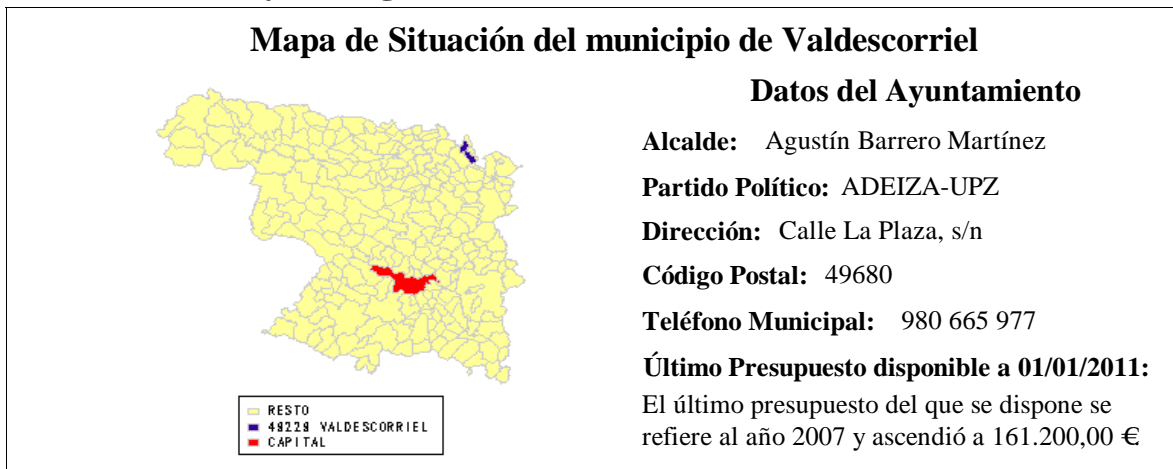 Mapa de Situación del municipio de Valdescorriel
Datos del Ayuntamiento
Alcalde: Agustín Barrero Martínez
Partido Político: ADEIZA-UPZ
Dirección: Calle La Plaza, s/n
Código Postal: 49680
Teléfono Municipal: 980 665 977
Último Presupuesto disponible a 01/01/2011:
El último presupuesto del que se dispone se
refiere al año 2007 y ascendió a 161.200,00 €
RESTO
49229 VALDESCORRIEL
CAPITAL